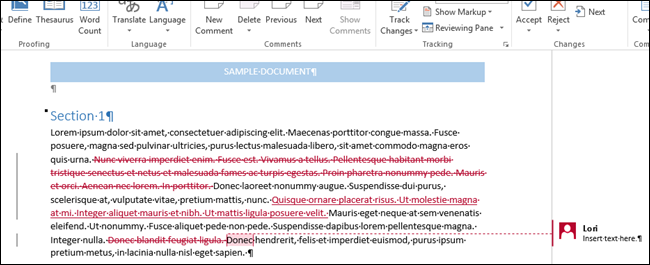 Define Thesaurus Word Count Translate Language New Comment Delete Previous Next Show Comments Track Changes Show Markup Reviewing Pane Accept Reject Next
Proofing Language Comments Tracking Changes
SAMPLE·DOCUMENT¶
¶
Section·1¶
Lorem·ipsum·dolor·sit·amet,·consectetuer·adipiscing·elit.·Maecenas·porttitor·congue·massa.·Fusce·
posuere,·magna·sed·pulvinar·ultricies,·purus·lectus·malesuada·libero,·sit·amet·commodo·magna·eros·
quis·urna.·Nunc·viverra·imperdiet·enim.·Fusce·est.·Vivamus·a·tellus.·Pellentesque·habitant·morbi·
tristique·senectus·et·netus·et·malesuada·fames·ac·turpis·egestas.·Proin·pharetra·nonummy·pede.·Mauris·
et·orci.·Aenean·nec·lorem.·In·porttitor.·Donec·laoreet·nonummy·augue.·Suspendisse·dui·purus,·
scelerisque·at,·vulputate·vitae,·pretium·mattis,·nunc.·Quisque·ornare·placerat·risus.·Ut·molestie·magna·
at·mi.·Integer·aliquet·mauris·et·nibh.·Ut·mattis·ligula·posuere·velit.·Mauris·eget·neque·at·sem·venenatis·
eleifend.·Ut·nonummy.·Fusce·aliquet·pede·non·pede.·Suspendisse·dapibus·lorem·pellentesque·magna.·
Integer·nulla.·Donec·blandit·feugiat·ligula.·Donec·hendrerit,·felis·et·imperdiet·euismod,·purus·ipsum·
pretium·metus,·in·lacinia·nulla·nisl·eget·sapien.·¶
Lori
Insert·text·here.¶